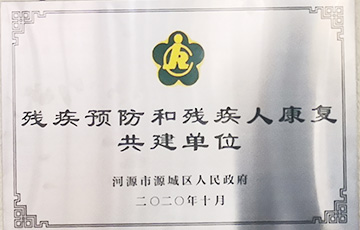 残疾预防和残疾人康复
共建单位
河源市源城区人民政府
二〇二〇年十月